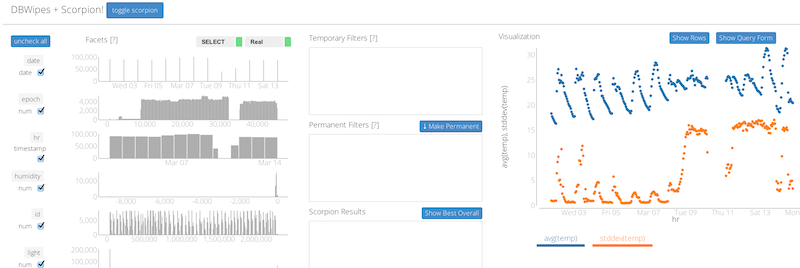 DBWipes + Scorpion! toggle scorpion
uncheck all
Facets [?]
SELECT
Real
date
date
100,000
50,000
0
Wed 03 Fri 05 Mar 07 Tue 09 Thu 11 Sat 13
epoch
num
4,000
2,000
0
10,000 20,000 30,000 40,000
hr
timestamp
100,000
50,000
0
Mar 07 Mar 14
humidity
num
10,000
5,000
0
-8,000 -6,000 -4,000 -2,000 0
id
num
5,000
0
0 500,000 1,000,000 1,500,000 2,000,000
light
num
200,000
100,000
Temporary Filters [?]
Permanent Filters [?]
↓ Make Permanent
Scorpion Results
Show Best Overall
Visualization
Show Rows
Show Query Form
avg(temp), stddev(temp)
30
25
20
15
10
5
0
Wed 03 Fri 05 Mar 07 Tue 09 Thu 11 Sat 13 Mon
hr
avg(temp)
stddev(temp)